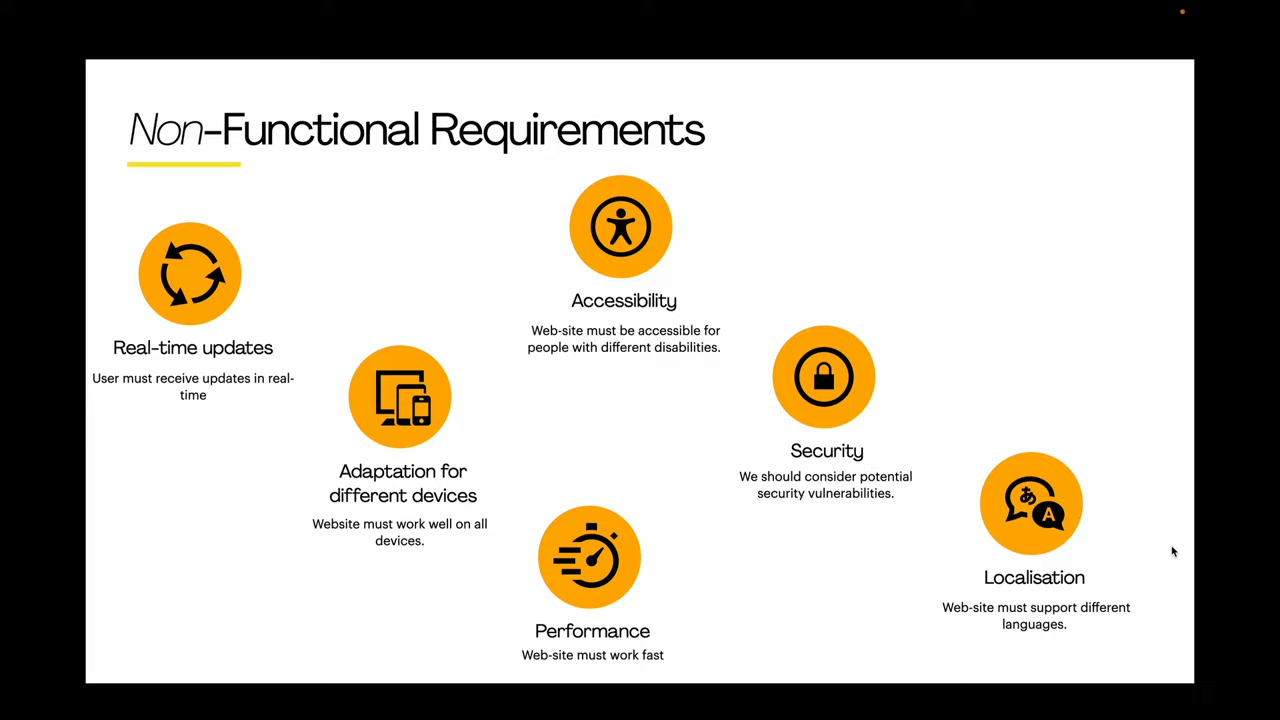 Non-Functional Requirements
Real-time updates
User must receive updates in real-
time
Adaptation for
different devices
Website must work well on all
devices.
Accessibility
Web-site must be accessible for
people with different disabilities.
Performance
Web-site must work fast
Security
We should consider potential
security vulnerabilities.
あ
A
Localisation
Web-site must support different
languages.